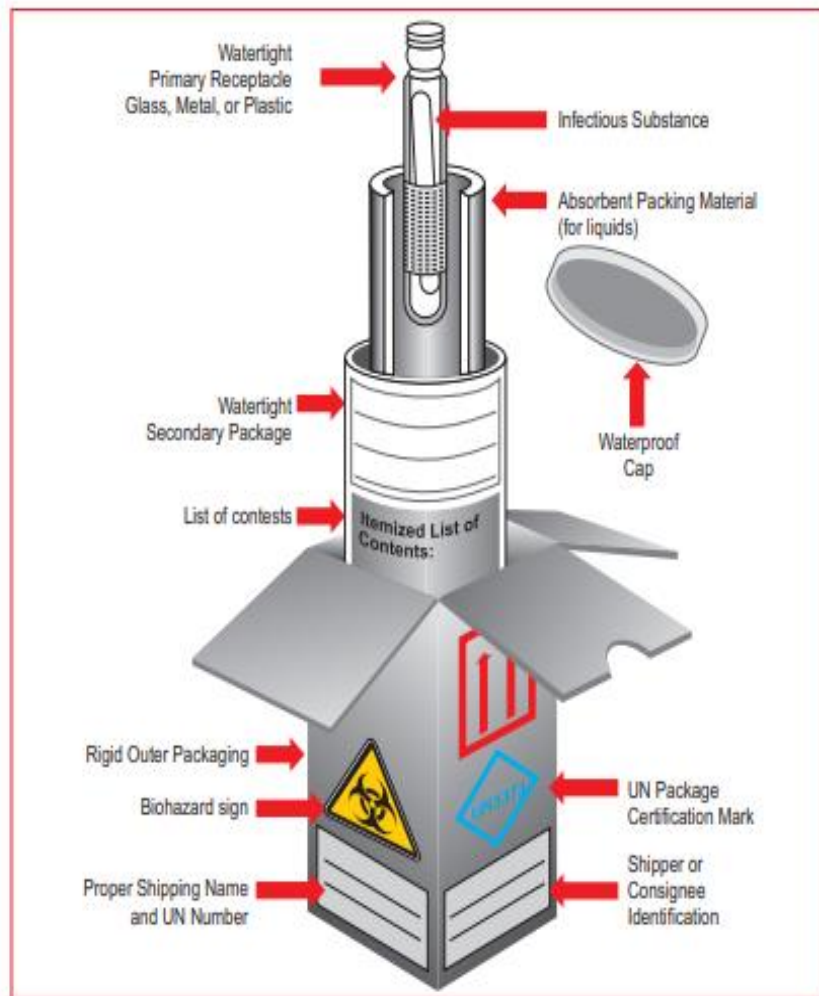 Watertight
Primary Receptacle
Glass, Metal, or Plastic
Infectious Substance
Absorbent Packing Material
(for liquids)
Watertight
Secondary Package
Waterproof
Cap
List of contests
Itemized List of
Contents:
Rigid Outer Packaging
Biohazard sign
UN Package
Certification Mark
Proper Shipping Name
and UN Number
Shipper or
Consignee
Identification